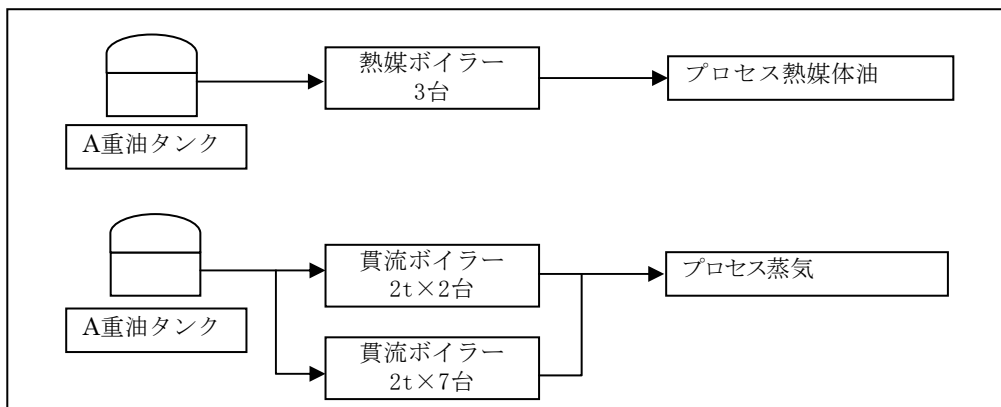 熱媒ボイラー
3台
プロセス熱媒体油
A重油タンク
貫流ボイラー
2t×2台
プロセス蒸気
A重油タンク
貫流ボイラー
2t×7台